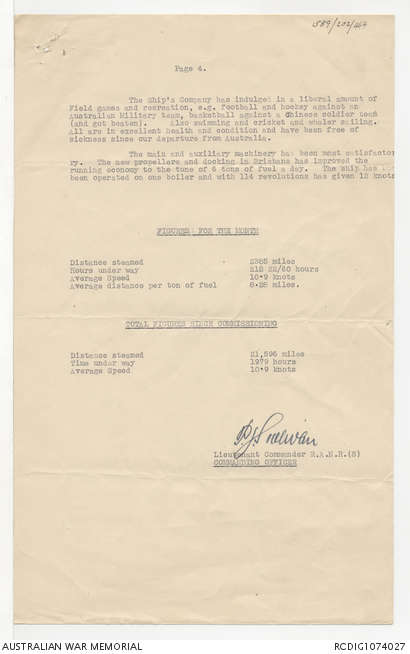 589/202/464
Page 4.
The Ship's Company has indulged in a liberal amount of
Field games and recreation, e.g. football and hockey against an
Australian Military team, basketball against a Chinese soldier team
(and got beaten). Also swimming and cricket and whaler sailing.
All are in excellent health and condition and have been free of
sickness since our departure from Australia.
The main and auxiliary machinery has been most satisfactor
ry. The new propellers and docking in Brisbane has improved the
running economy to the tune of 6 tons of fuel a day. The ship has
been operated on one boiler and with 114 revolutions has given 12 knots
FIGURES FOR THE MONTH
Distance steamed 2385 miles
Hours under way 218 22/60 hours
Average Speed 10.9 knots
Average distance per ton of fuel 8.25 miles.
TOTAL FIGURES SINCE COMMISSIONING
Distance steamed 21,596 miles
Time under way 1979 hours
Average Speed 10.9 knots
Lieutenant Commander R.A.N.R.(S)
COMMANDING OFFICER
AUSTRALIAN WAR MEMORIAL
RCDIG1074027